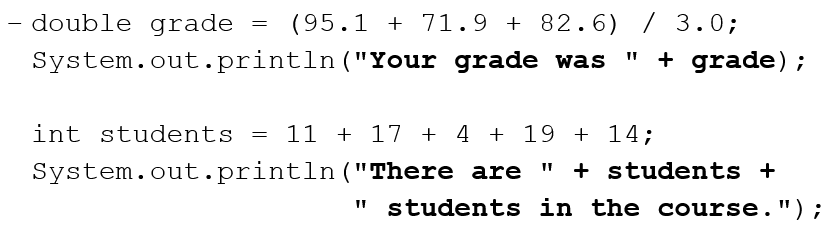 – double grade = (95.1 + 71.9 + 82.6) / 3.0;
System.out.println("Your grade was " + grade);
int students = 11 + 17 + 4 + 19 + 14;
System.out.println("There are " + students +
" students in the course.");